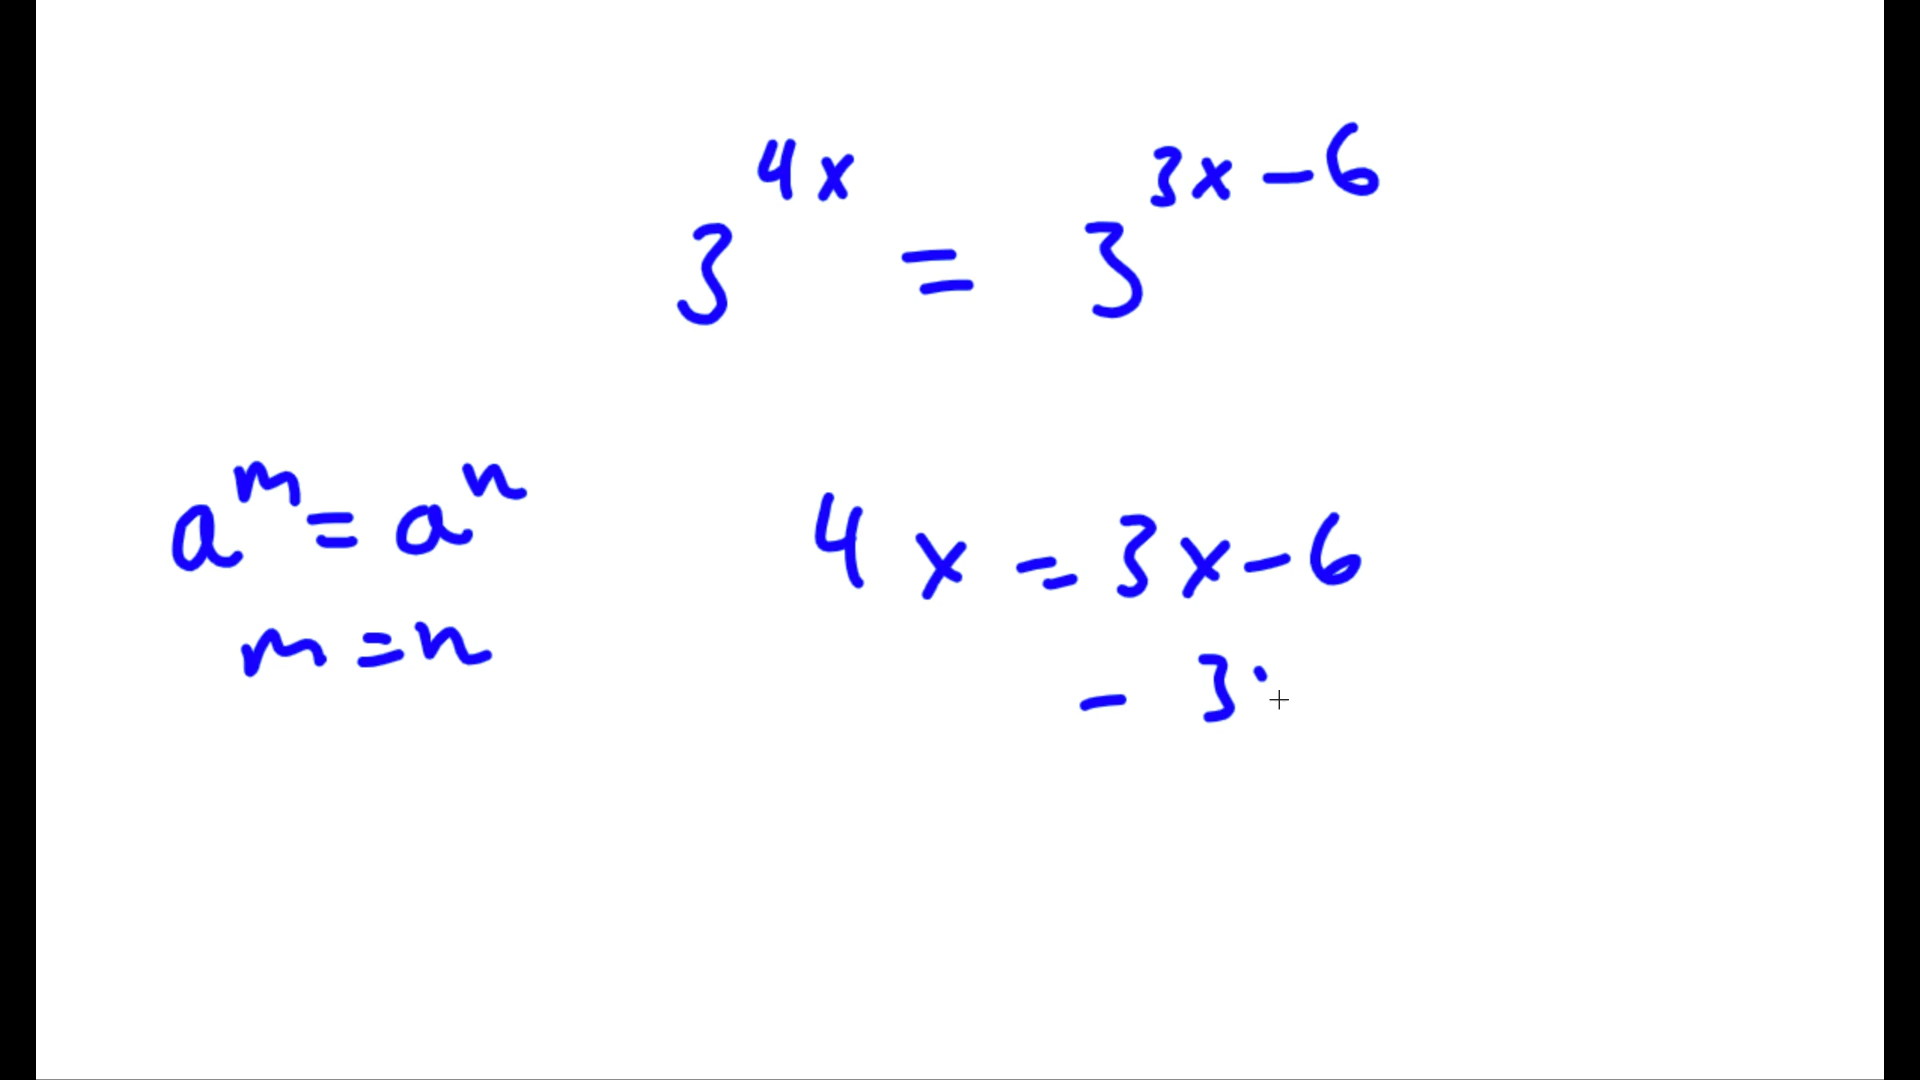 3^{4x} = 3^{3x-6}
a^m = a^n
4x = 3x-6
m = n
- 3